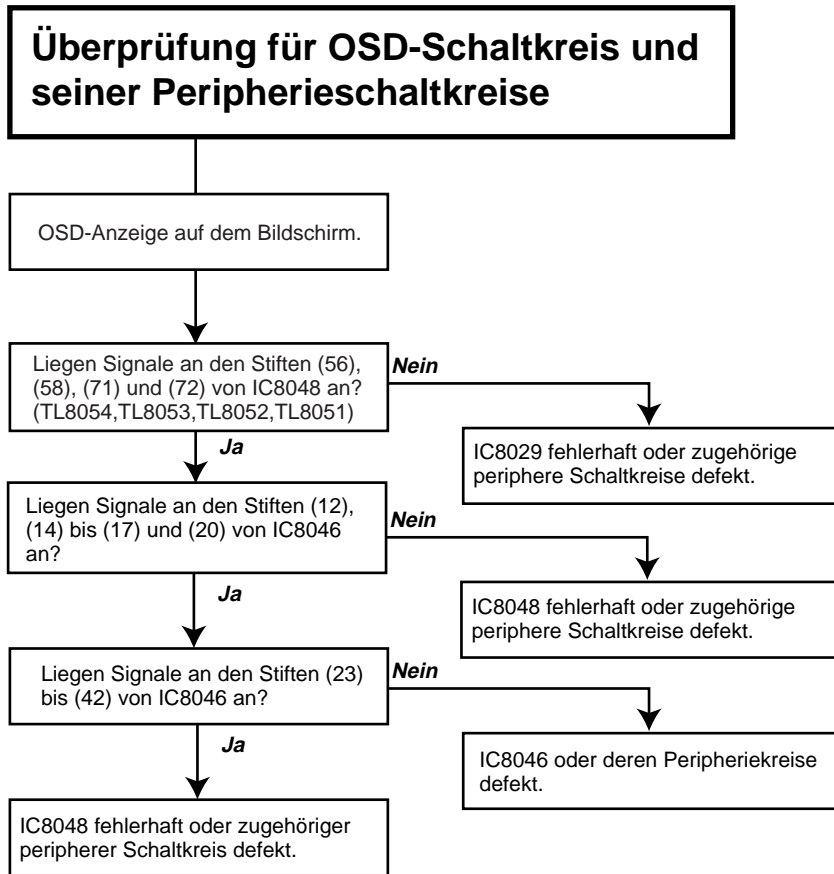 Überprüfung für OSD-Schaltkreis und
seiner Peripherieschaltkreise
OSD-Anzeige auf dem Bildschirm.
Liegen Signale an den Stiften (56),
(58), (71) und (72) von IC8048 an?
(TL8054,TL8053,TL8052,TL8051)
Nein
Ja
IC8029 fehlerhaft oder zugehörige
periphere Schaltkreise defekt.
Liegen Signale an den Stiften (12),
(14) bis (17) und (20) von IC8046
an?
Nein
Ja
IC8048 fehlerhaft oder zugehörige
periphere Schaltkreise defekt.
Liegen Signale an den Stiften (23)
bis (42) von IC8046 an?
Nein
Ja
IC8046 oder deren Peripheriekreise
defekt.
IC8048 fehlerhaft oder zugehöriger
peripherer Schaltkreis defekt.